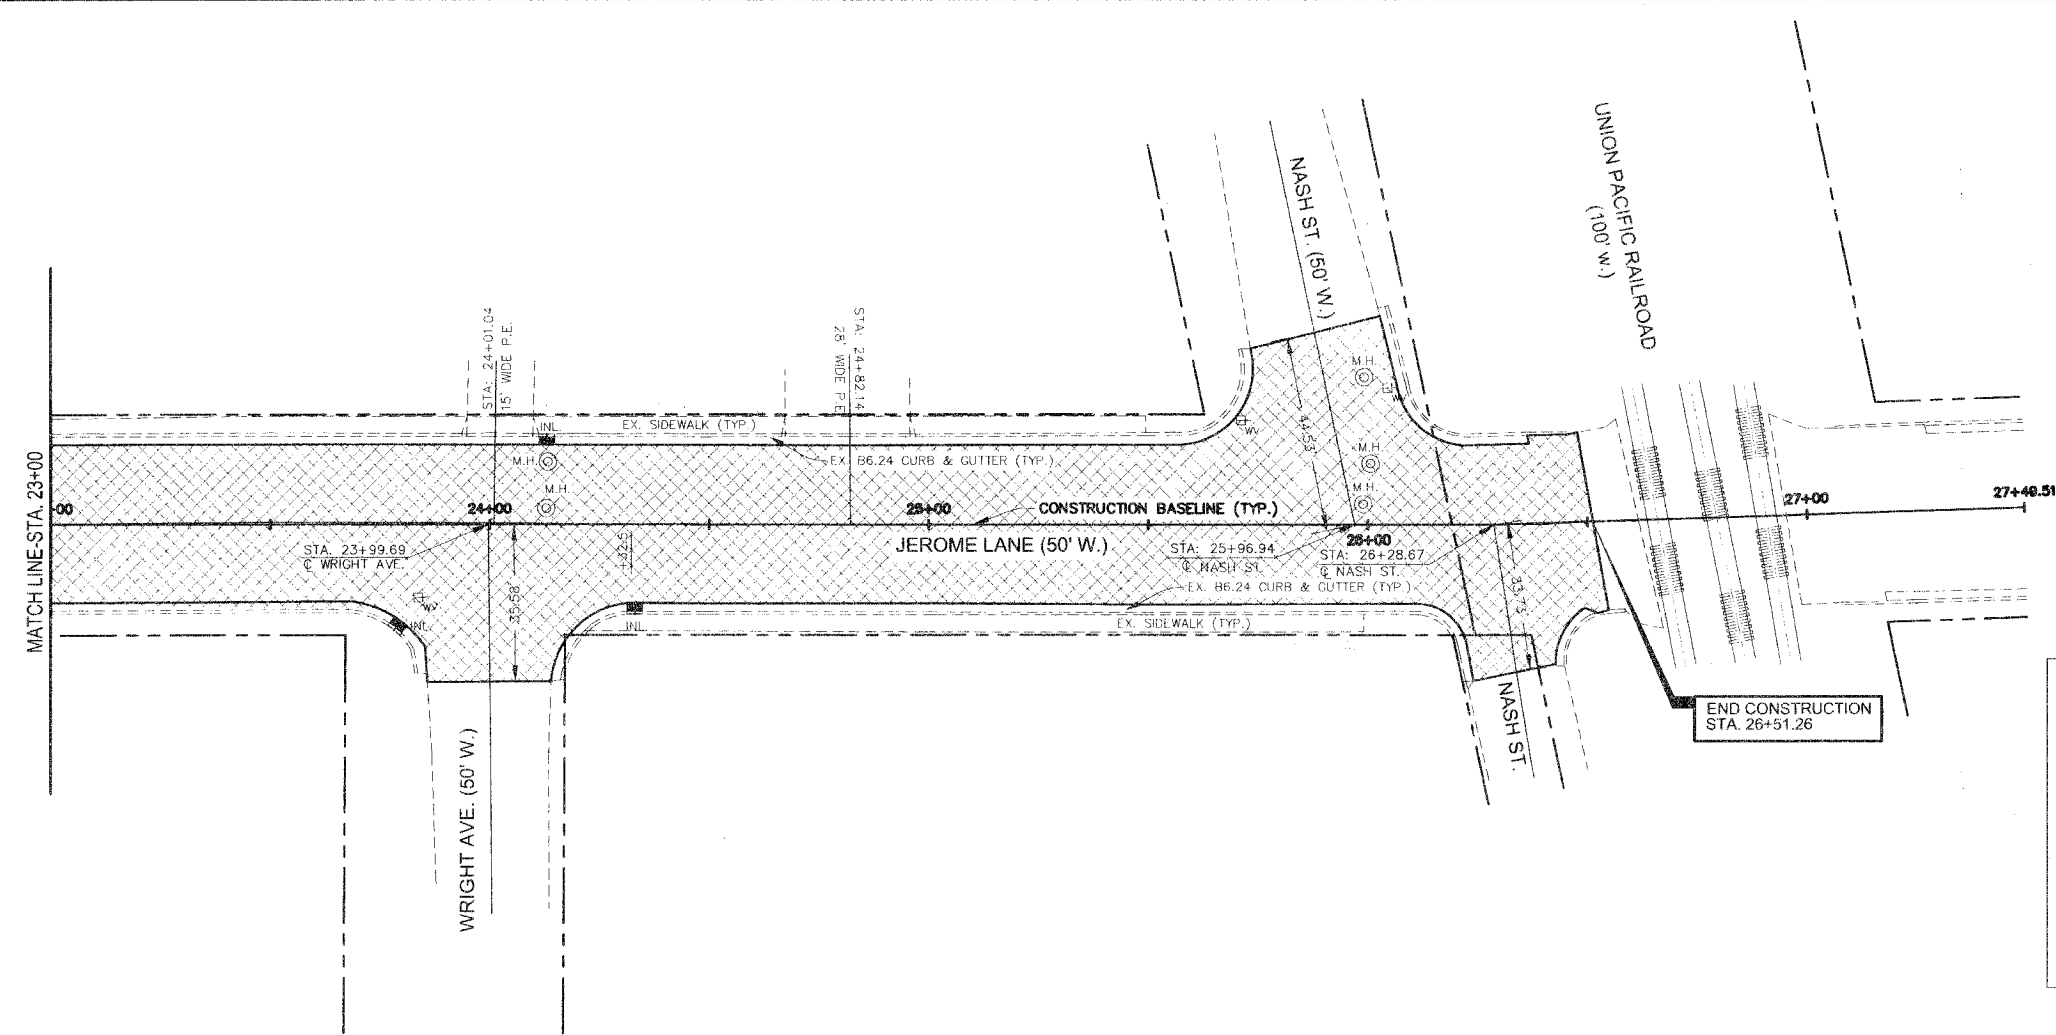 MATCH LINE-STA. 23+00
00
STA: 24+01.04
15' WIDE P.E.
STA: 24+82.14
28' WIDE P.E.
NASH ST. (50' W.)
UNION PACIFIC RAILROAD
(100' W.)
INL.
EX. SIDEWALK (TYP.)
M.H.
EX. B6.24 CURB & GUTTER (TYP.)
M.H.
WV
M.H.
M.H.
M.H.
44.53
24+00
25+00
CONSTRUCTION BASELINE (TYP.)
26+00
27+00
27+49.51
STA. 23+99.69
℄ WRIGHT AVE.
JEROME LANE (50' W.)
STA: 25+96.94
℄ NASH ST.
STA: 26+28.67
℄ NASH ST.
35.58'
+32.5
33.73
WV
INL.
INL.
EX. B6.24 CURB & GUTTER (TYP.)
EX. SIDEWALK (TYP.)
WRIGHT AVE. (50' W.)
NASH ST.
END CONSTRUCTION
STA. 26+51.26